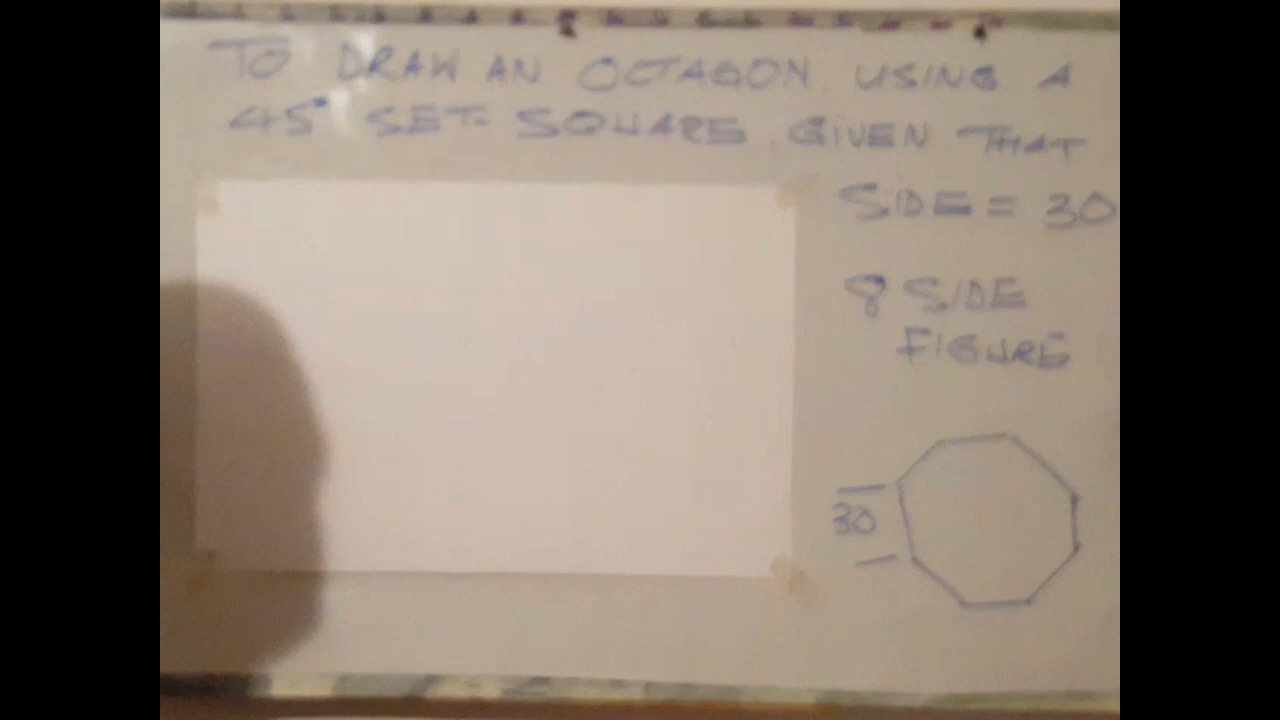 TO DRAW AN OCTAGON USING A
45° SET-SQUARE. GIVEN THAT
SIDE = 30
8 SIDE
FIGURE
30